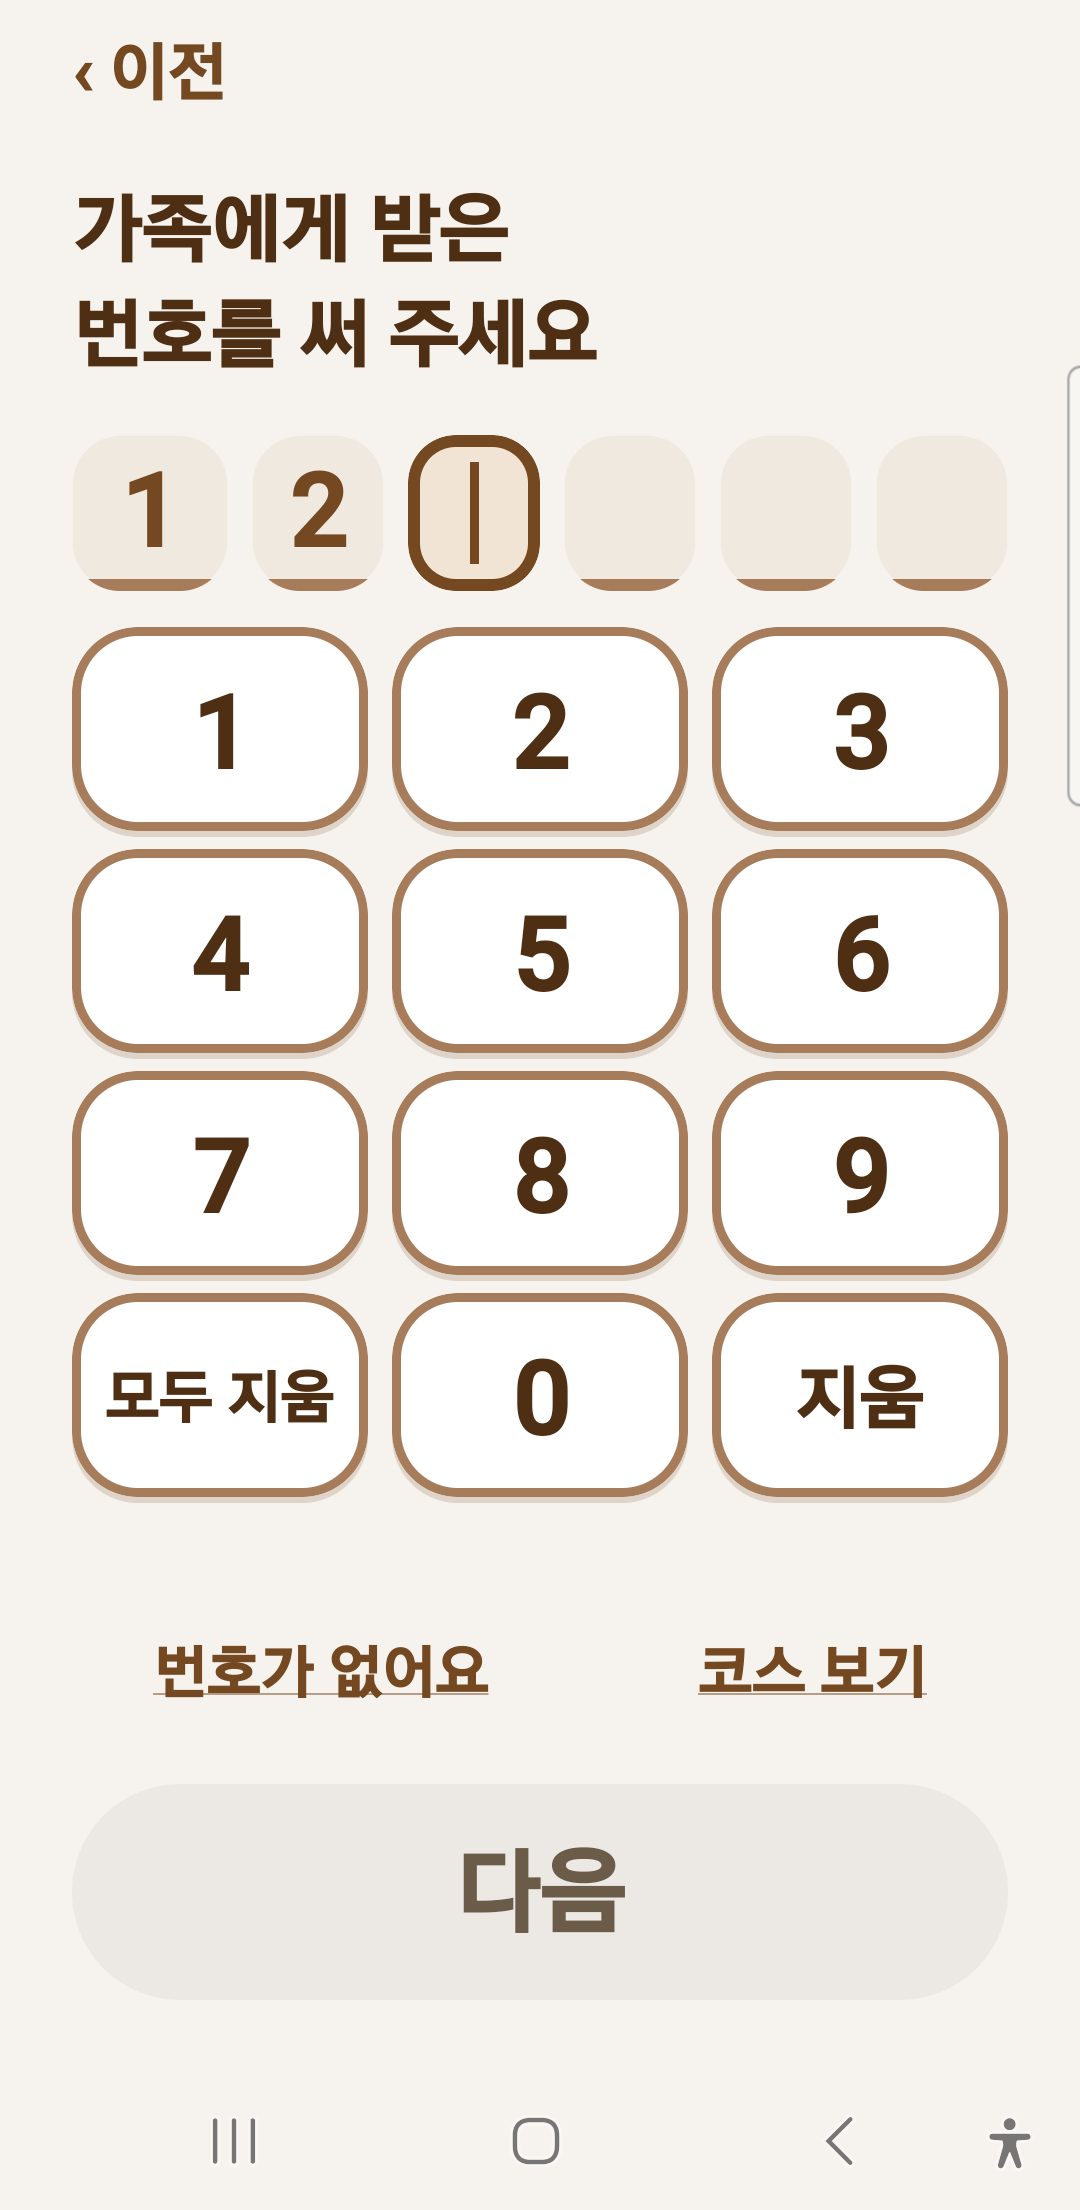 ‹ 이전
가족에게 받은
번호를 써 주세요
1 2
1 2 3
4 5 6
7 8 9
모두 지움 0 지움
번호가 없어요 코스 보기
다음